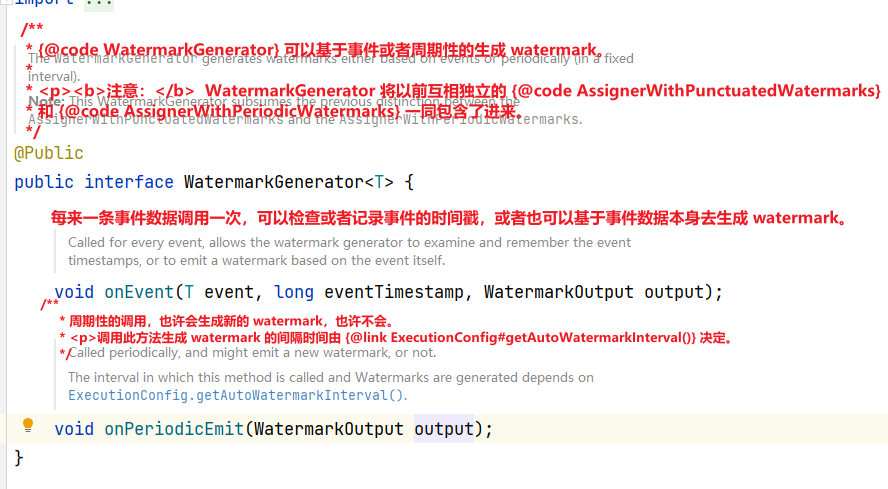 import ...
/**
* {@code WatermarkGenerator} 可以基于事件或者周期性的生成 watermark。
The WatermarkGenerator generates watermarks either based on events or periodically (in a fixed
*
interval).
* <p><b>注意：</b> WatermarkGenerator 将以前互相独立的 {@code AssignerWithPunctuatedWatermarks}
Note: This WatermarkGenerator subsumes the previous distinction between the
* 和 {@code AssignerWithPeriodicWatermarks} 一同包含了进来。
AssignerWithPunctuatedWatermarks and the AssignerWithPeriodicWatermarks.
*/
@Public
public interface WatermarkGenerator<T> {
每来一条事件数据调用一次，可以检查或者记录事件的时间戳，或者也可以基于事件数据本身去生成 watermark。
Called for every event, allows the watermark generator to examine and remember the event
timestamps, or to emit a watermark based on the event itself.
void onEvent(T event, long eventTimestamp, WatermarkOutput output);
/**
* 周期性的调用，也许会生成新的 watermark，也许不会。
* <p>调用此方法生成 watermark 的间隔时间由 {@link ExecutionConfig#getAutoWatermarkInterval()} 决定。
*/
Called periodically, and might emit a new watermark, or not.
The interval in which this method is called and Watermarks are generated depends on
ExecutionConfig.getAutoWatermarkInterval().
void onPeriodicEmit(WatermarkOutput output);
}